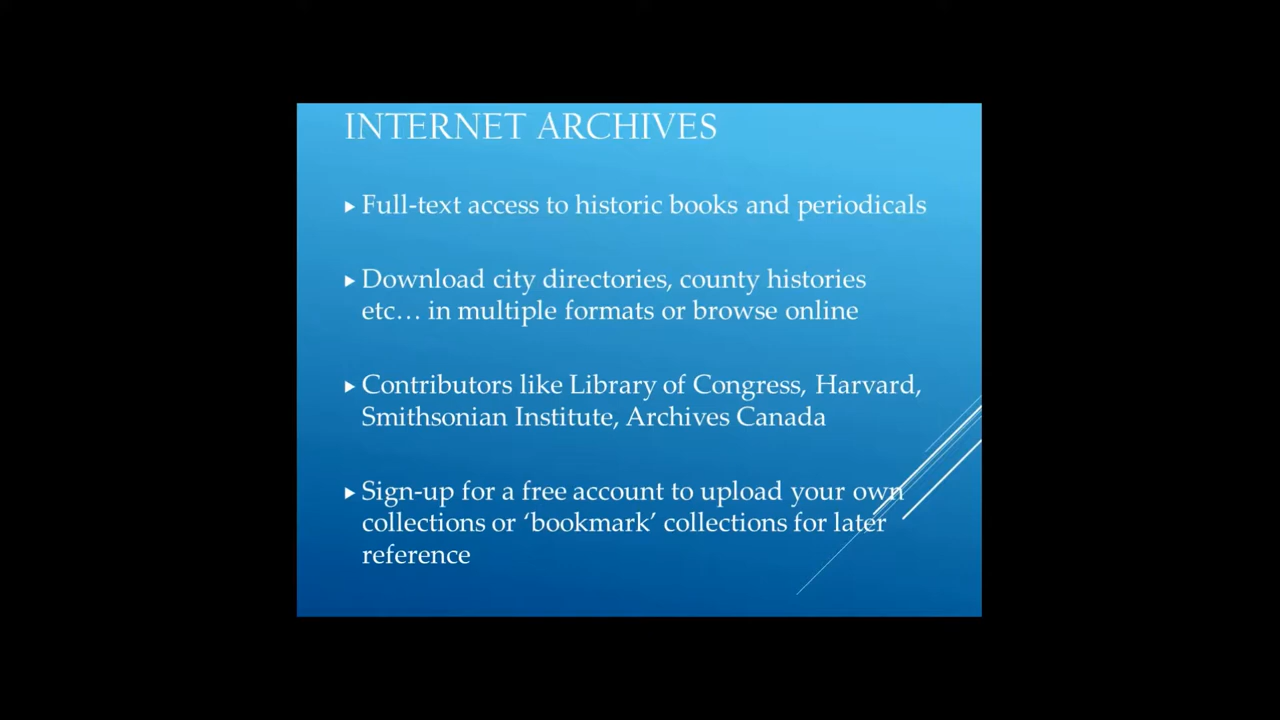 INTERNET ARCHIVES
Full-text access to historic books and periodicals
Download city directories, county histories
etc… in multiple formats or browse online
Contributors like Library of Congress, Harvard,
Smithsonian Institute, Archives Canada
Sign-up for a free account to upload your own
collections or ‘bookmark’ collections for later
reference